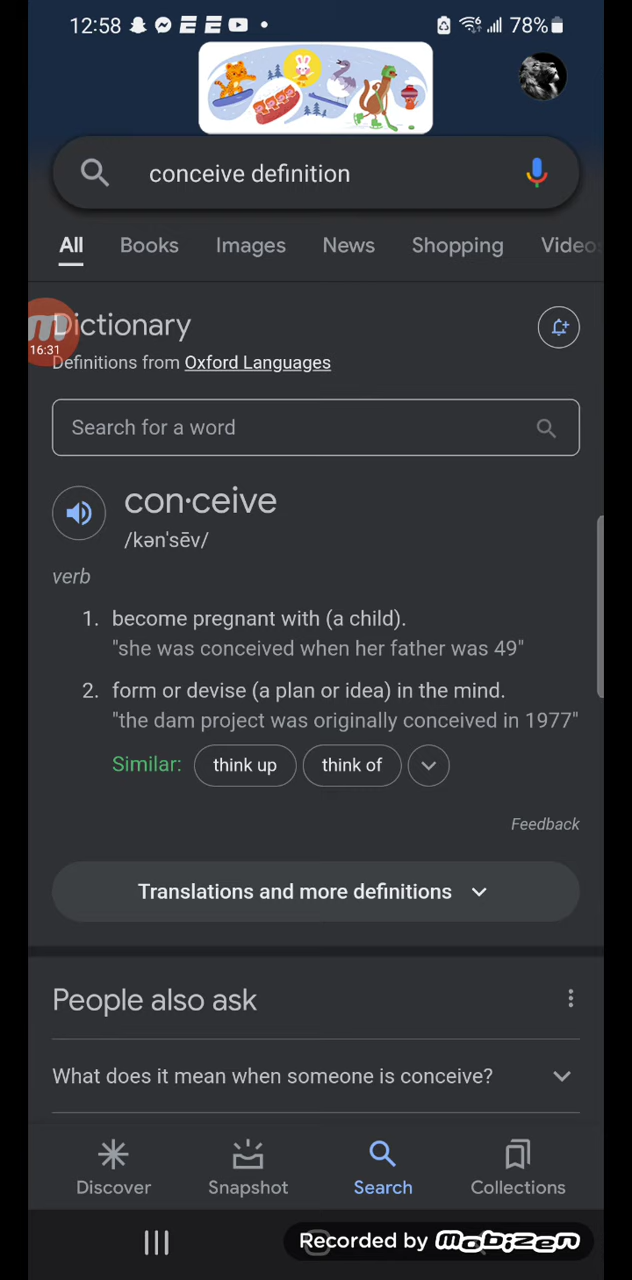 12:58 78%
conceive definition
All Books Images News Shopping Video
Dictionary
16:31
Definitions from Oxford Languages
Search for a word
con·ceive
/kən'sēv/
verb
1. become pregnant with (a child).
"she was conceived when her father was 49"
2. form or devise (a plan or idea) in the mind.
"the dam project was originally conceived in 1977"
Similar: think up think of
Feedback
Translations and more definitions
People also ask
What does it mean when someone is conceive?
Discover Snapshot Search Collections
Recorded by mobizen